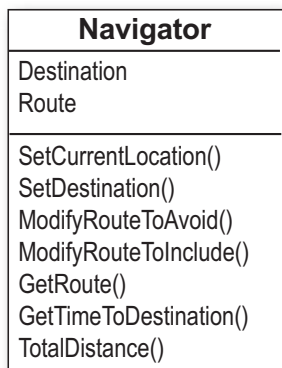 Navigator
Destination
Route
SetCurrentLocation()
SetDestination()
ModifyRouteToAvoid()
ModifyRouteToInclude()
GetRoute()
GetTimeToDestination()
TotalDistance()